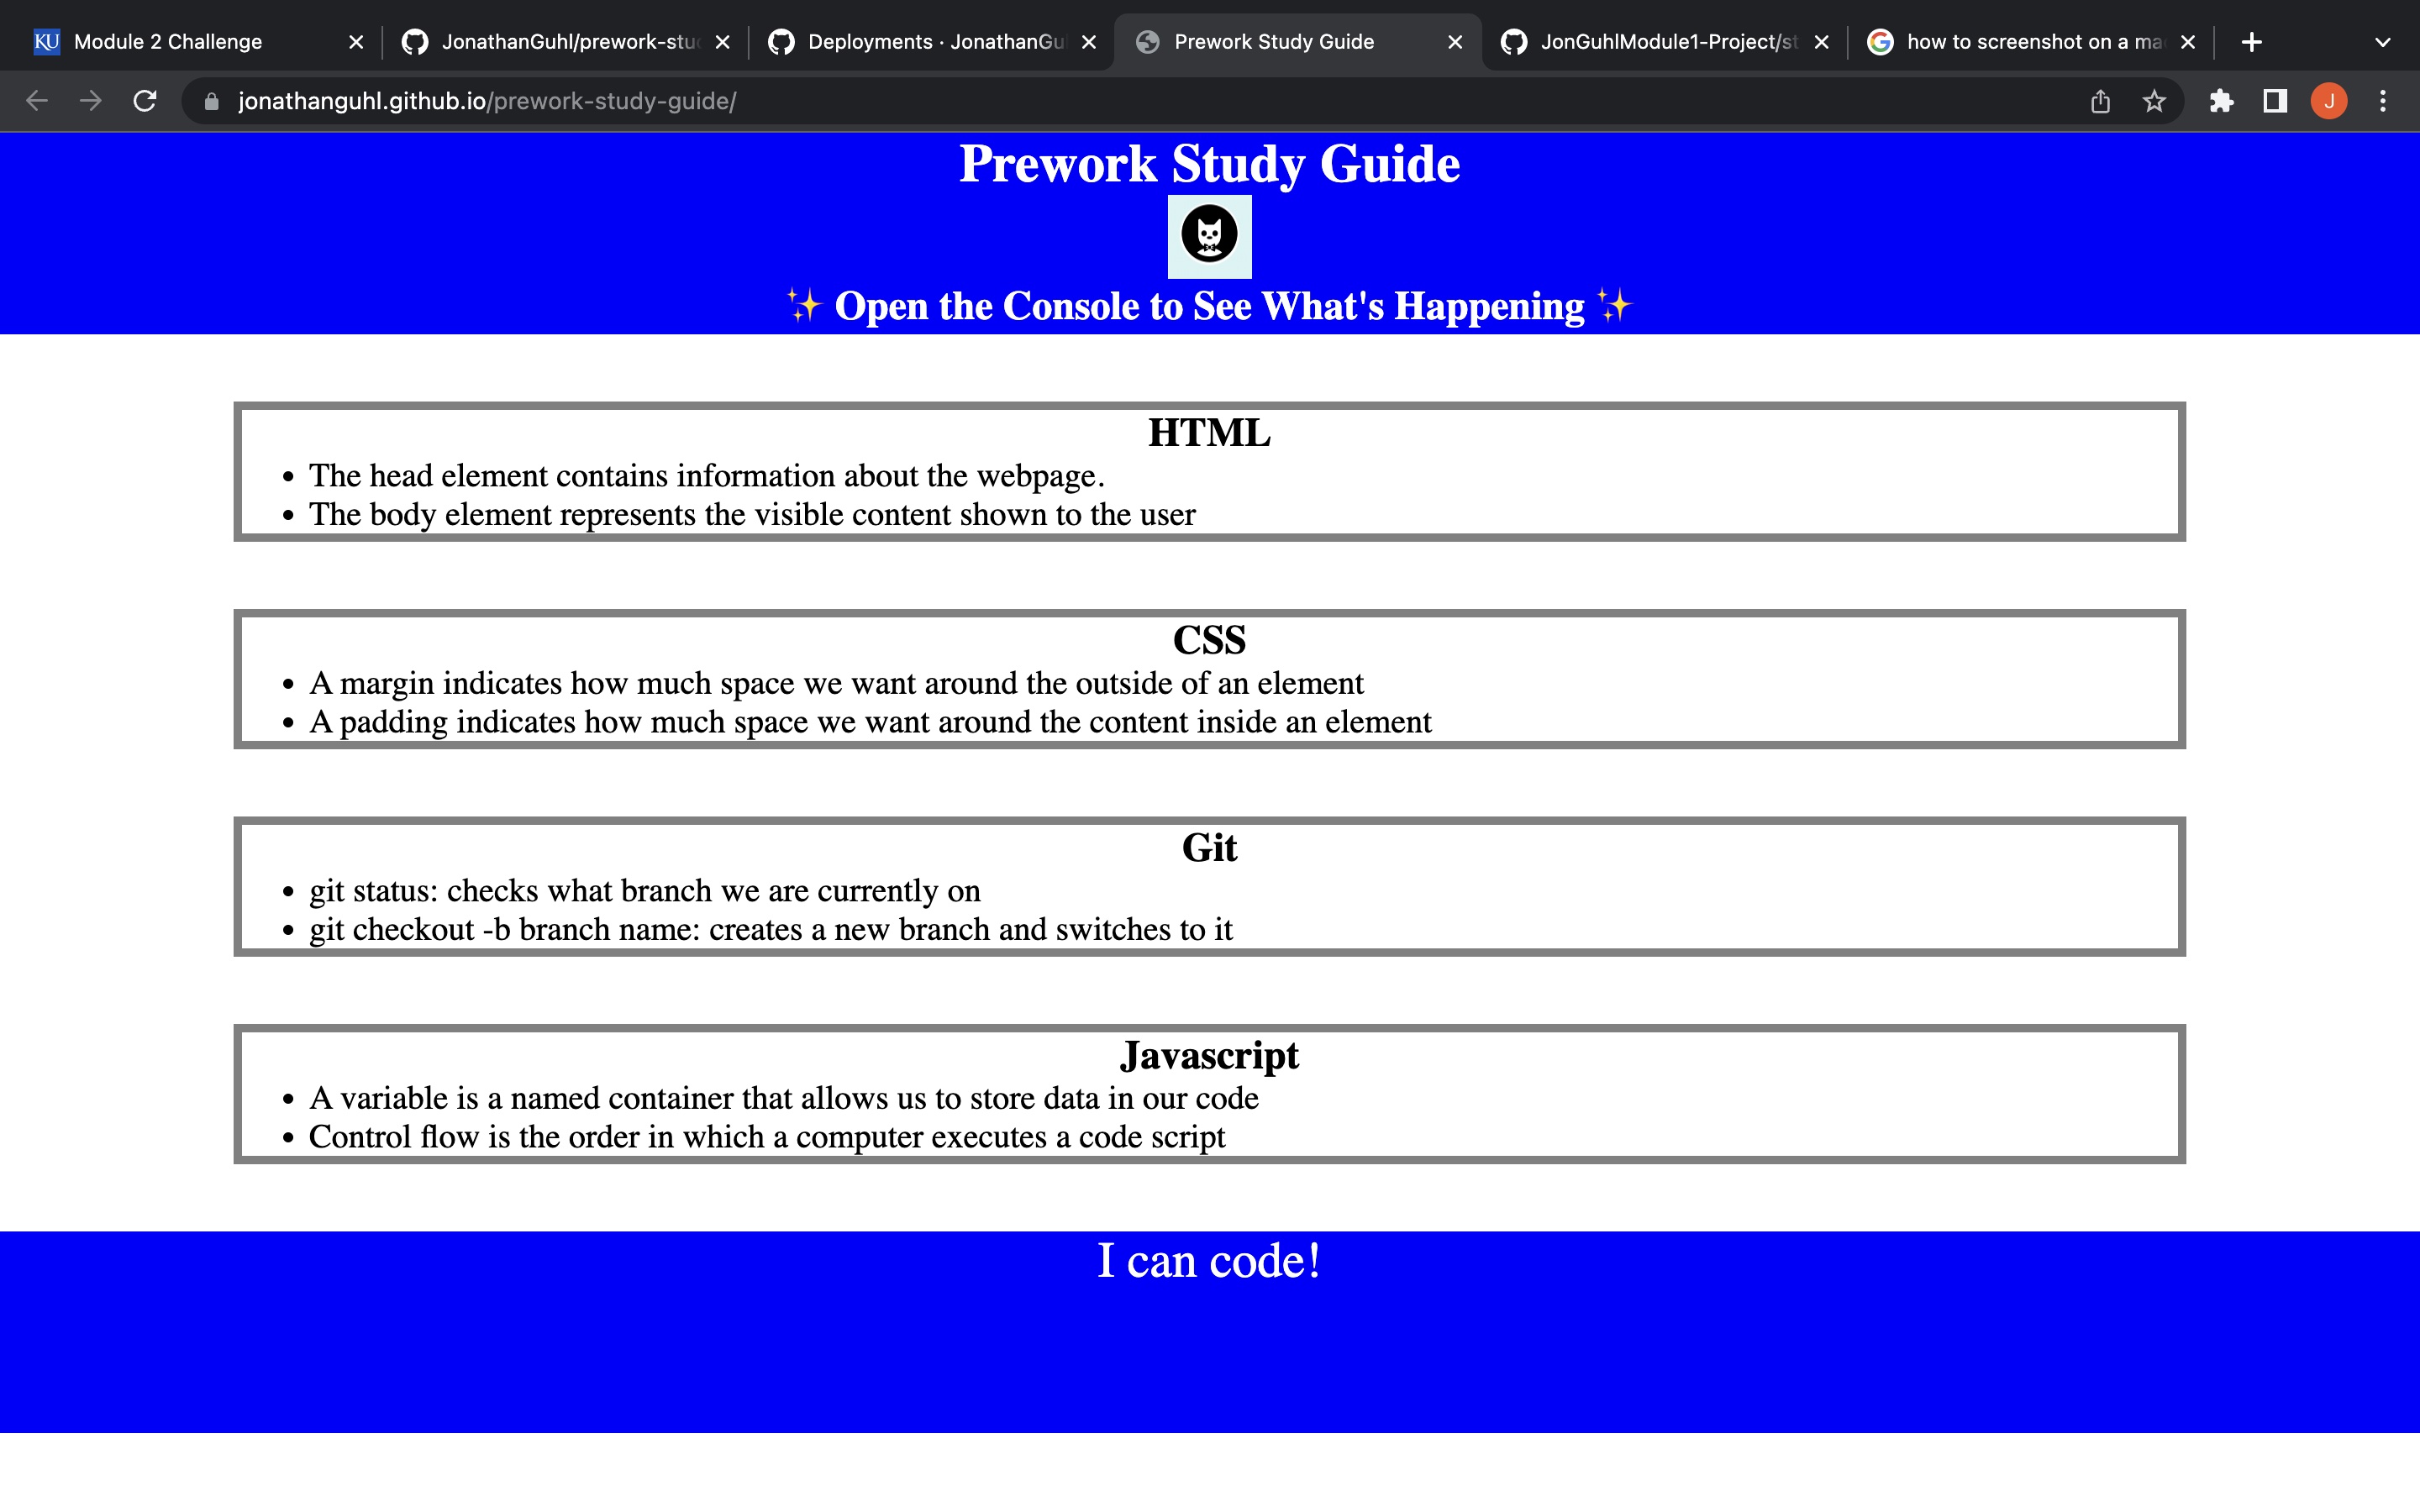 KU Module 2 Challenge
JonathanGuhl/prework-stu
Deployments · JonathanGu
Prework Study Guide
JonGuhlModule1-Project/st
how to screenshot on a ma
jonathanguhl.github.io/prework-study-guide/
J
Prework Study Guide
✨ Open the Console to See What's Happening ✨
HTML
• The head element contains information about the webpage.
• The body element represents the visible content shown to the user
CSS
• A margin indicates how much space we want around the outside of an element
• A padding indicates how much space we want around the content inside an element
Git
• git status: checks what branch we are currently on
• git checkout -b branch name: creates a new branch and switches to it
Javascript
• A variable is a named container that allows us to store data in our code
• Control flow is the order in which a computer executes a code script
I can code!